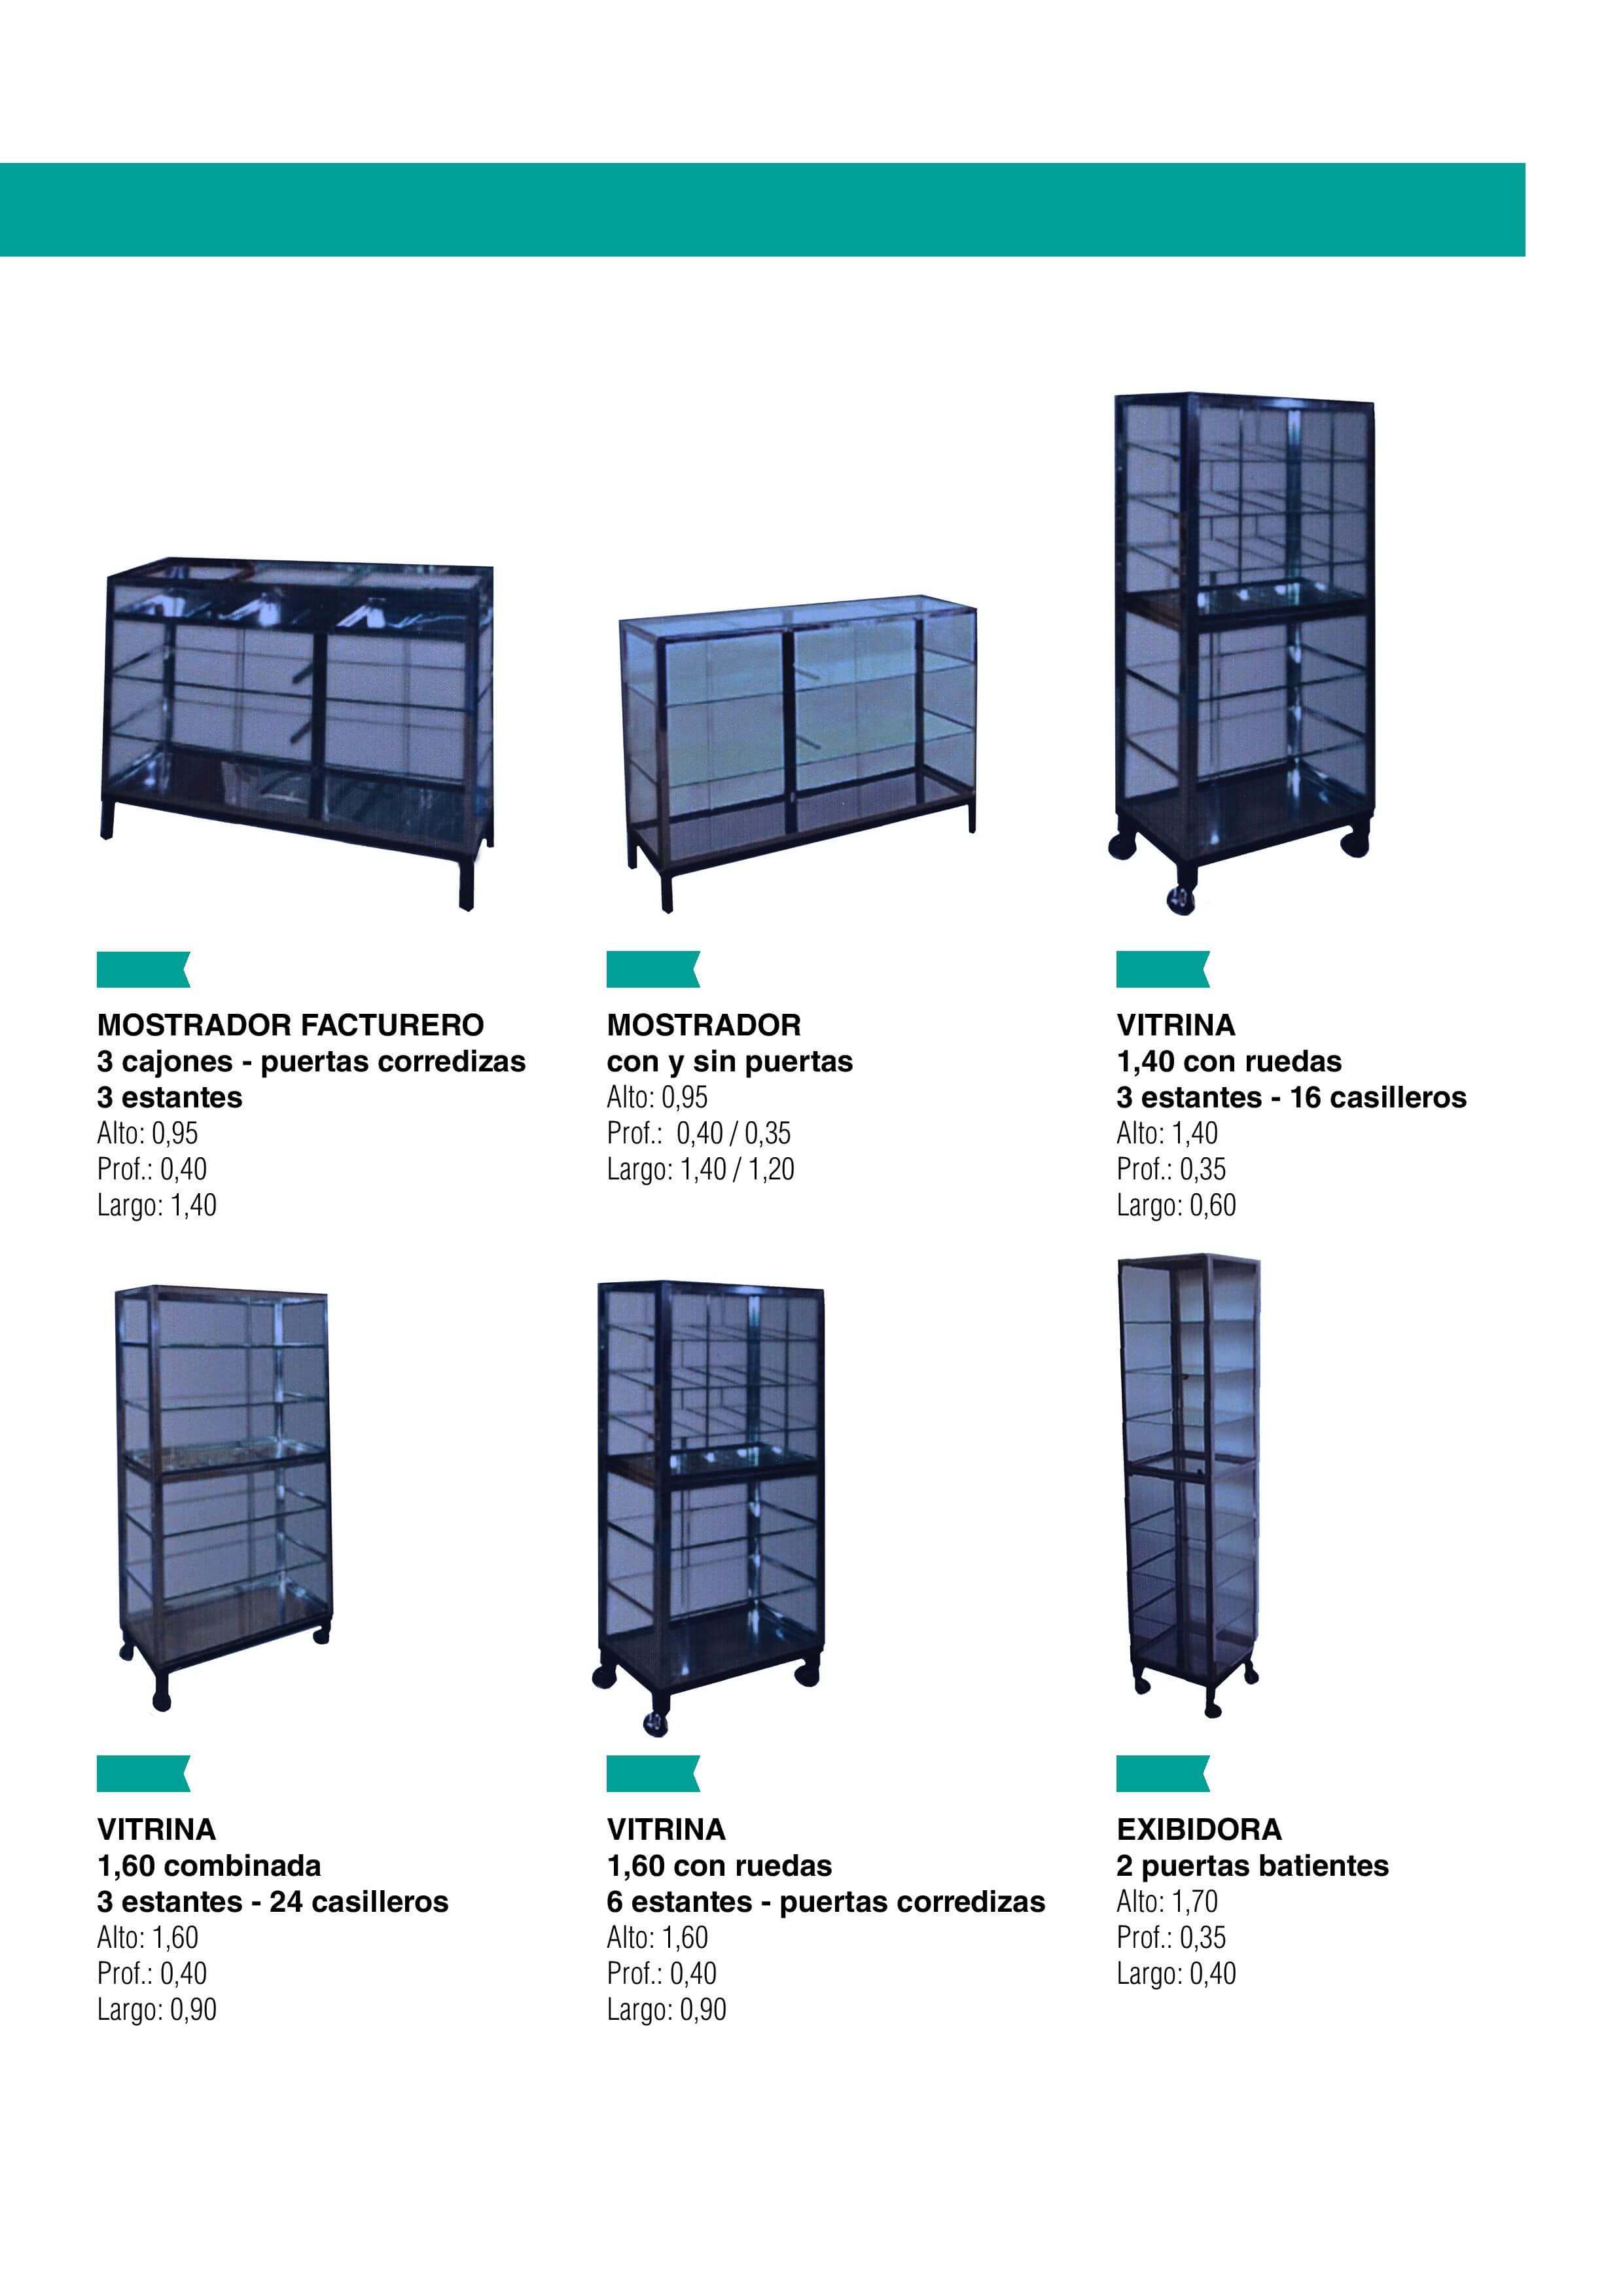 MOSTRADOR FACTURERO
3 cajones - puertas corredizas
3 estantes
Alto: 0,95
Prof.: 0,40
Largo: 1,40
MOSTRADOR
con y sin puertas
Alto: 0,95
Prof.:  0,40 / 0,35
Largo: 1,40 / 1,20
VITRINA
1,40 con ruedas
3 estantes - 16 casilleros
Alto: 1,40
Prof.: 0,35
Largo: 0,60
VITRINA
1,60 combinada
3 estantes - 24 casilleros
Alto: 1,60
Prof.: 0,40
Largo: 0,90
VITRINA
1,60 con ruedas
6 estantes - puertas corredizas
Alto: 1,60
Prof.: 0,40
Largo: 0,90
EXIBIDORA
2 puertas batientes
Alto: 1,70
Prof.: 0,35
Largo: 0,40